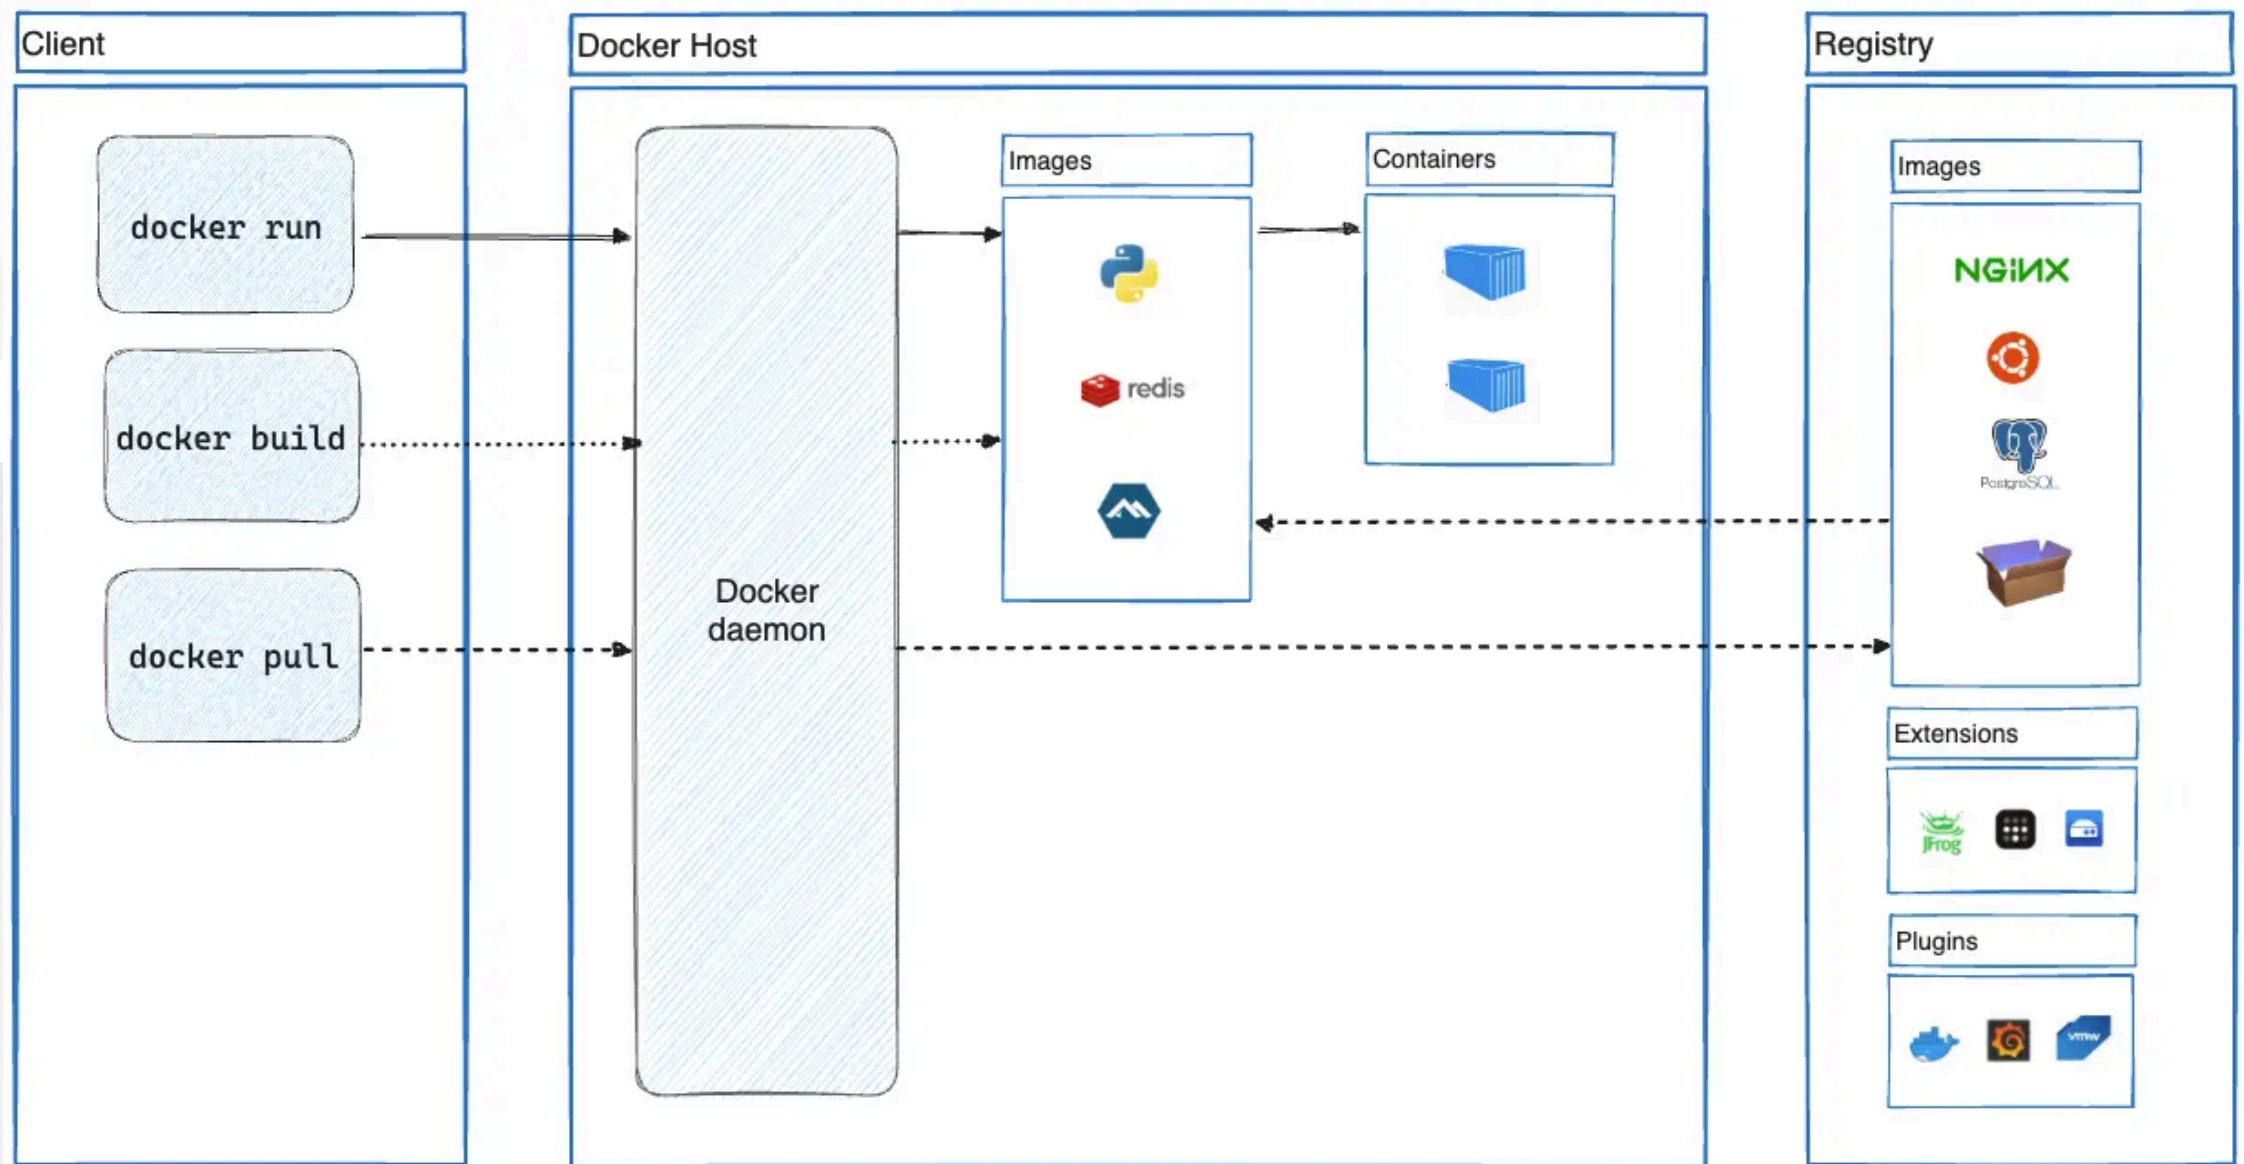 Client
Docker Host
Registry
docker run
docker build
docker pull
Docker
daemon
Images
redis
Containers
Images
NGiNX
PostgreSQL
Extensions
JFrog
Plugins
vmw